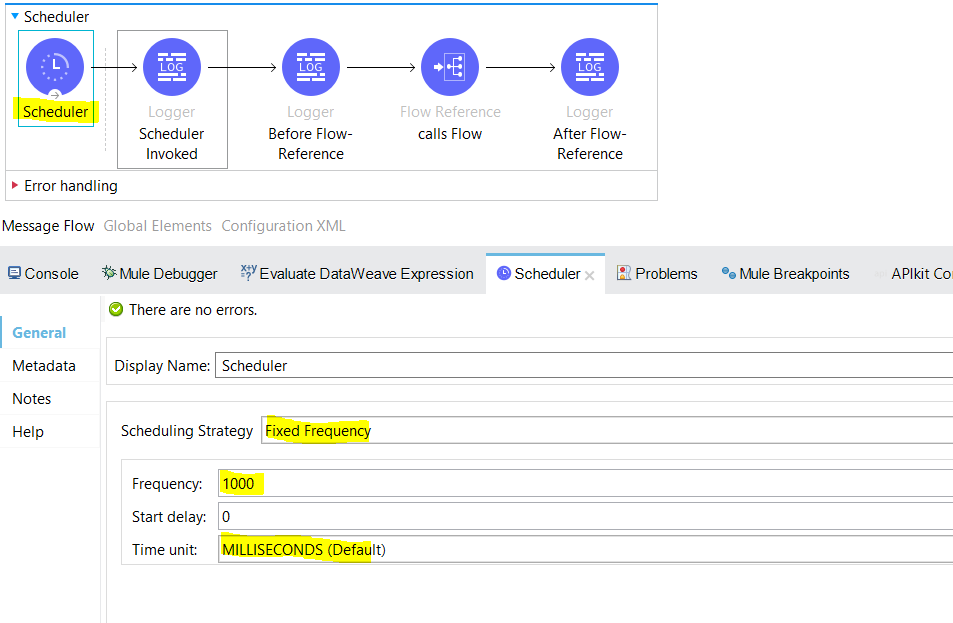 Scheduler
LOG LOG LOG
Scheduler Logger Logger Flow Reference Logger
Scheduler Before Flow- calls Flow After Flow-
Invoked Reference Reference
Error handling
Message Flow Global Elements Configuration XML
Console Mule Debugger x+y =? Evaluate DataWeave Expression Scheduler Problems Mule Breakpoints APIkit Co
There are no errors.
General
Metadata
Notes
Help
Display Name: Scheduler
Scheduling Strategy Fixed Frequency
Frequency: 1000
Start delay: 0
Time unit: MILLISECONDS (Default)